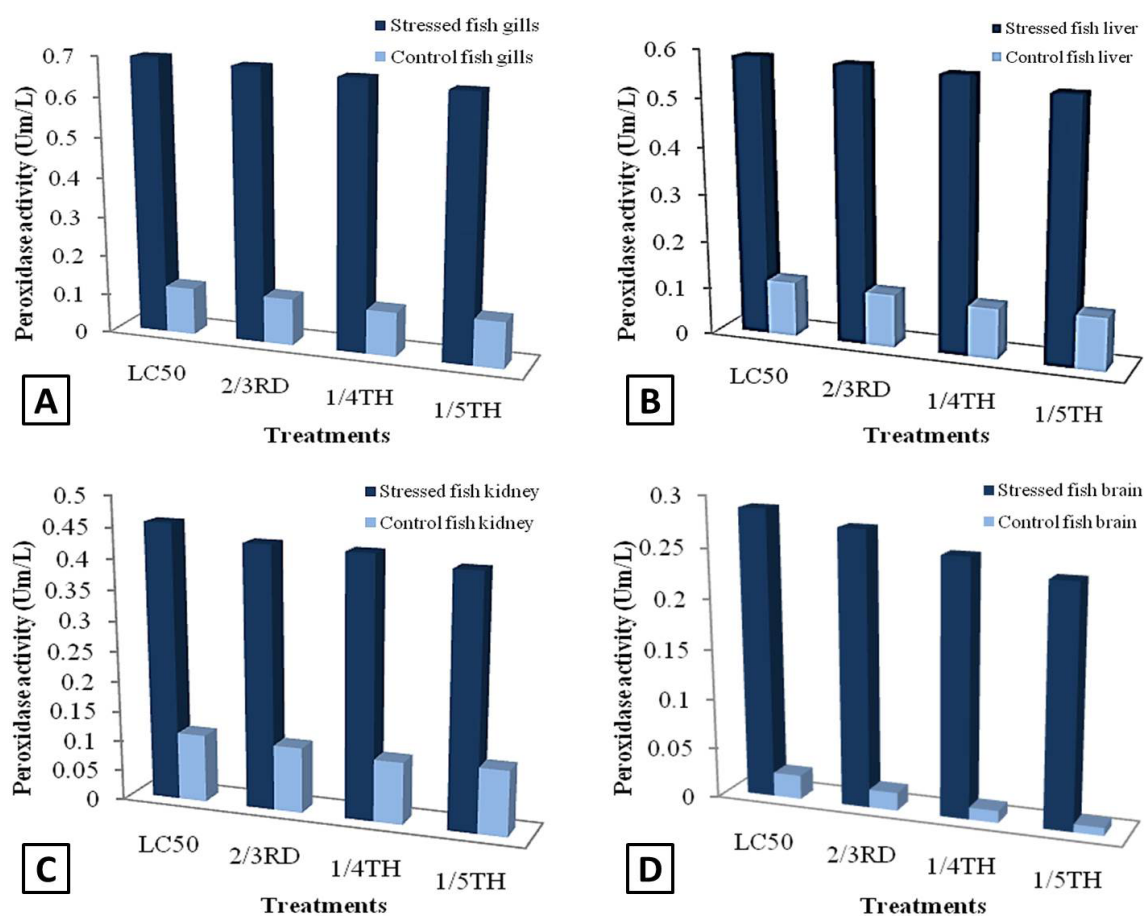 Stressed fish gills
Control fish gills
Peroxidase activity (Um/L)
0.7
0.6
0.5
0.4
0.3
0.2
0.1
0
LC50
2/3RD
1/4TH
1/5TH
Treatments
A
Stressed fish liver
Control fish liver
Peroxidase activity (Um/L)
0.6
0.5
0.4
0.3
0.2
0.1
0
LC50
2/3RD
1/4TH
1/5TH
Treatments
B
Stressed fish kidney
Control fish kidney
Peroxidase activity (Um/L)
0.5
0.45
0.4
0.35
0.3
0.25
0.2
0.15
0.1
0.05
0
LC50
2/3RD
1/4TH
1/5TH
Treatments
C
Stressed fish brain
Control fish brain
Peroxidase activity (Um/L)
0.3
0.25
0.2
0.15
0.1
0.05
0
LC50
2/3RD
1/4TH
1/5TH
Treatments
D